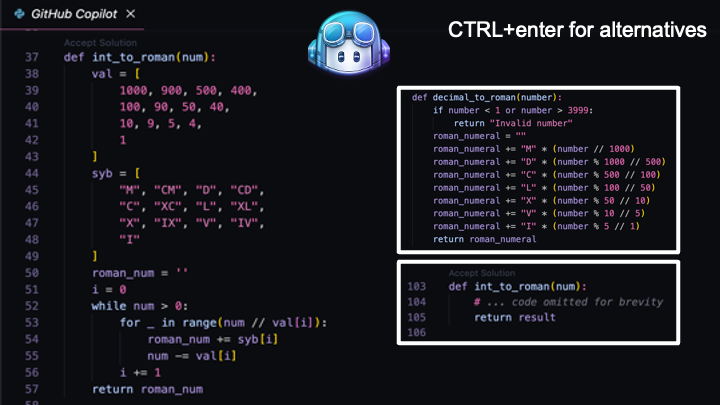 GitHub Copilot
CTRL+enter for alternatives
Accept Solution
37 def int_to_roman(num):
38 val = [
39 1000, 900, 500, 400,
40 100, 90, 50, 40,
41 10, 9, 5, 4,
42 1
43 ]
44 syb = [
45 "M", "CM", "D", "CD",
46 "C", "XC", "L", "XL",
47 "X", "IX", "V", "IV",
48 "I"
49 ]
50 roman_num = ''
51 i = 0
52 while num > 0:
53 for _ in range(num // val[i]):
54 roman_num += syb[i]
55 num -= val[i]
56 i += 1
57 return roman_num
def decimal_to_roman(number):
if number < 1 or number > 3999:
return "Invalid number"
roman_numeral = ""
roman_numeral += "M" * (number // 1000)
roman_numeral += "D" * (number % 1000 // 500)
roman_numeral += "C" * (number % 500 // 100)
roman_numeral += "L" * (number % 100 // 50)
roman_numeral += "X" * (number % 50 // 10)
roman_numeral += "V" * (number % 10 // 5)
roman_numeral += "I" * (number % 5 // 1)
return roman_numeral
Accept Solution
103 def int_to_roman(num):
104 # ... code omitted for brevity
105 return result
106